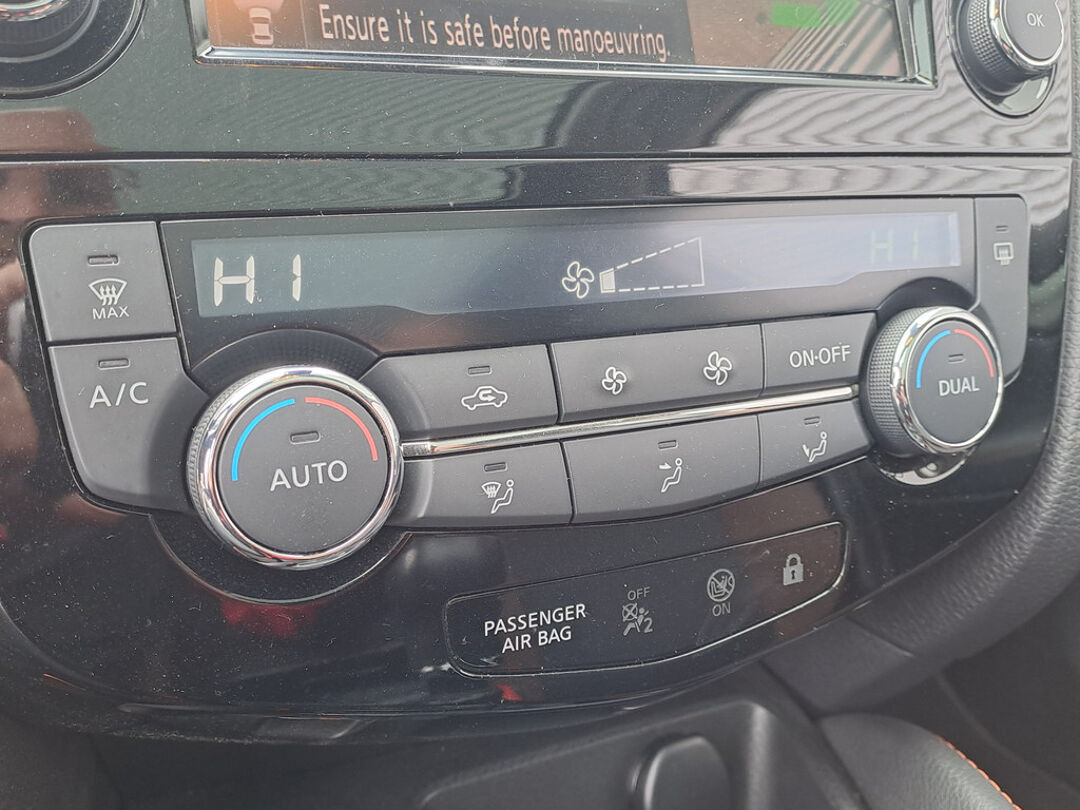 Ensure it is safe before manoeuvring.
OK
HI
HI
MAX
A/C
AUTO
ON·OFF
DUAL
PASSENGER
AIR BAG
OFF
2
ON